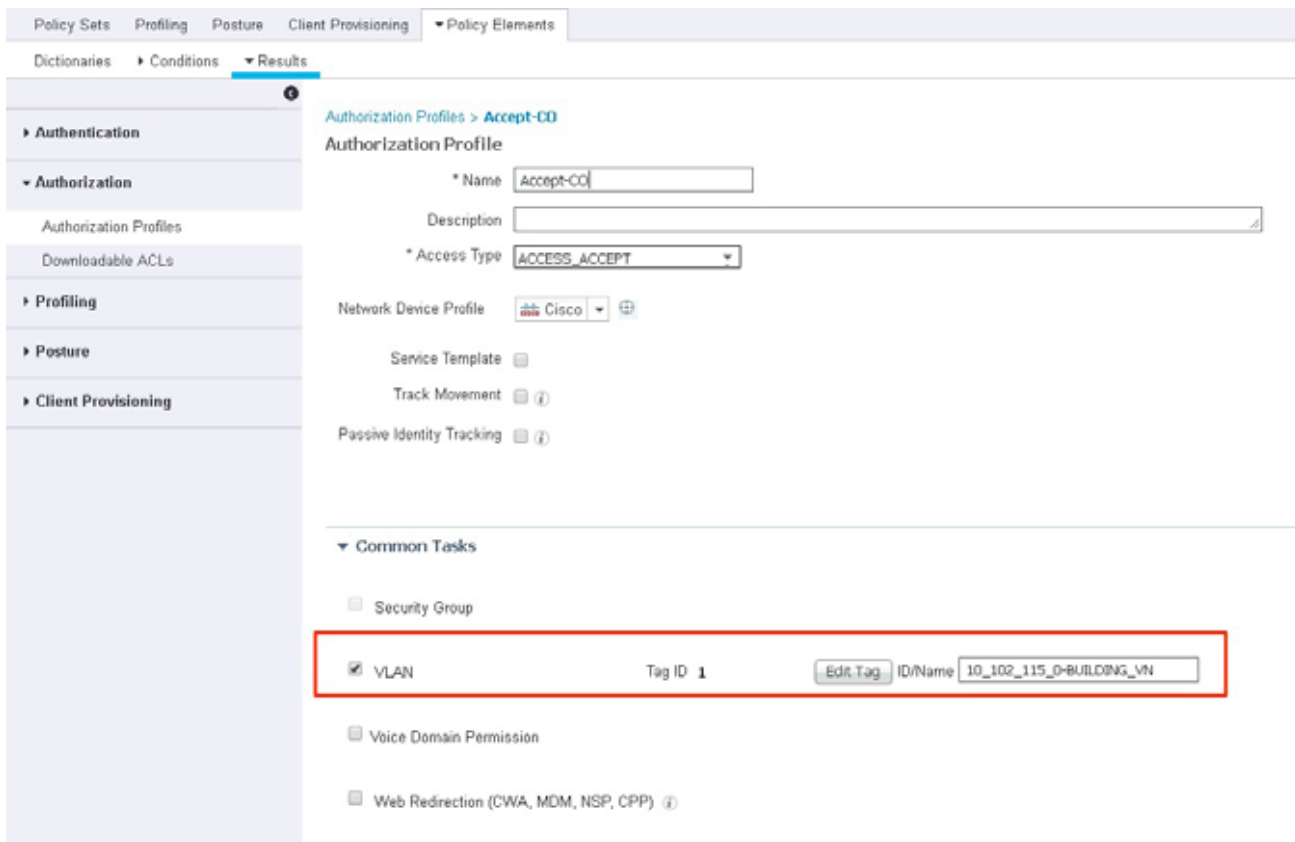 Policy Sets Profiling Posture Client Provisioning Policy Elements
Dictionaries Conditions Results
Authentication
Authorization
Authorization Profiles
Downloadable ACLs
Profiling
Posture
Client Provisioning
Authorization Profiles > Accept-CO
Authorization Profile
* Name Accept-CO
Description
* Access Type ACCESS_ACCEPT
Network Device Profile Cisco
Service Template
Track Movement
Passive Identity Tracking
Common Tasks
Security Group
VLAN Tag ID 1 Edit Tag ID/Name 10_102_115_0-BUILDING_VN
Voice Domain Permission
Web Redirection (CWA, MDM, NSP, CPP)